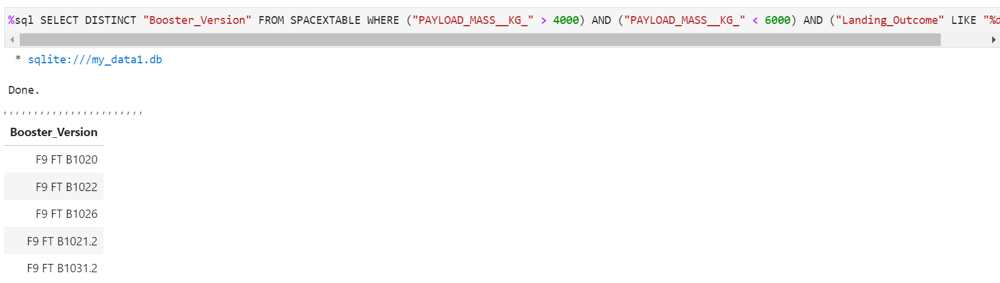 %sql SELECT DISTINCT "Booster_Version" FROM SPACEXTABLE WHERE ("PAYLOAD_MASS__KG_" > 4000) AND ("PAYLOAD_MASS__KG_" < 6000) AND ("Landing_Outcome" LIKE "%d
* sqlite:///my_data1.db
Done.
,,,,,,,,,,,,,,,,,,,,,,,
Booster_Version
F9 FT B1020
F9 FT B1022
F9 FT B1026
F9 FT B1021.2
F9 FT B1031.2